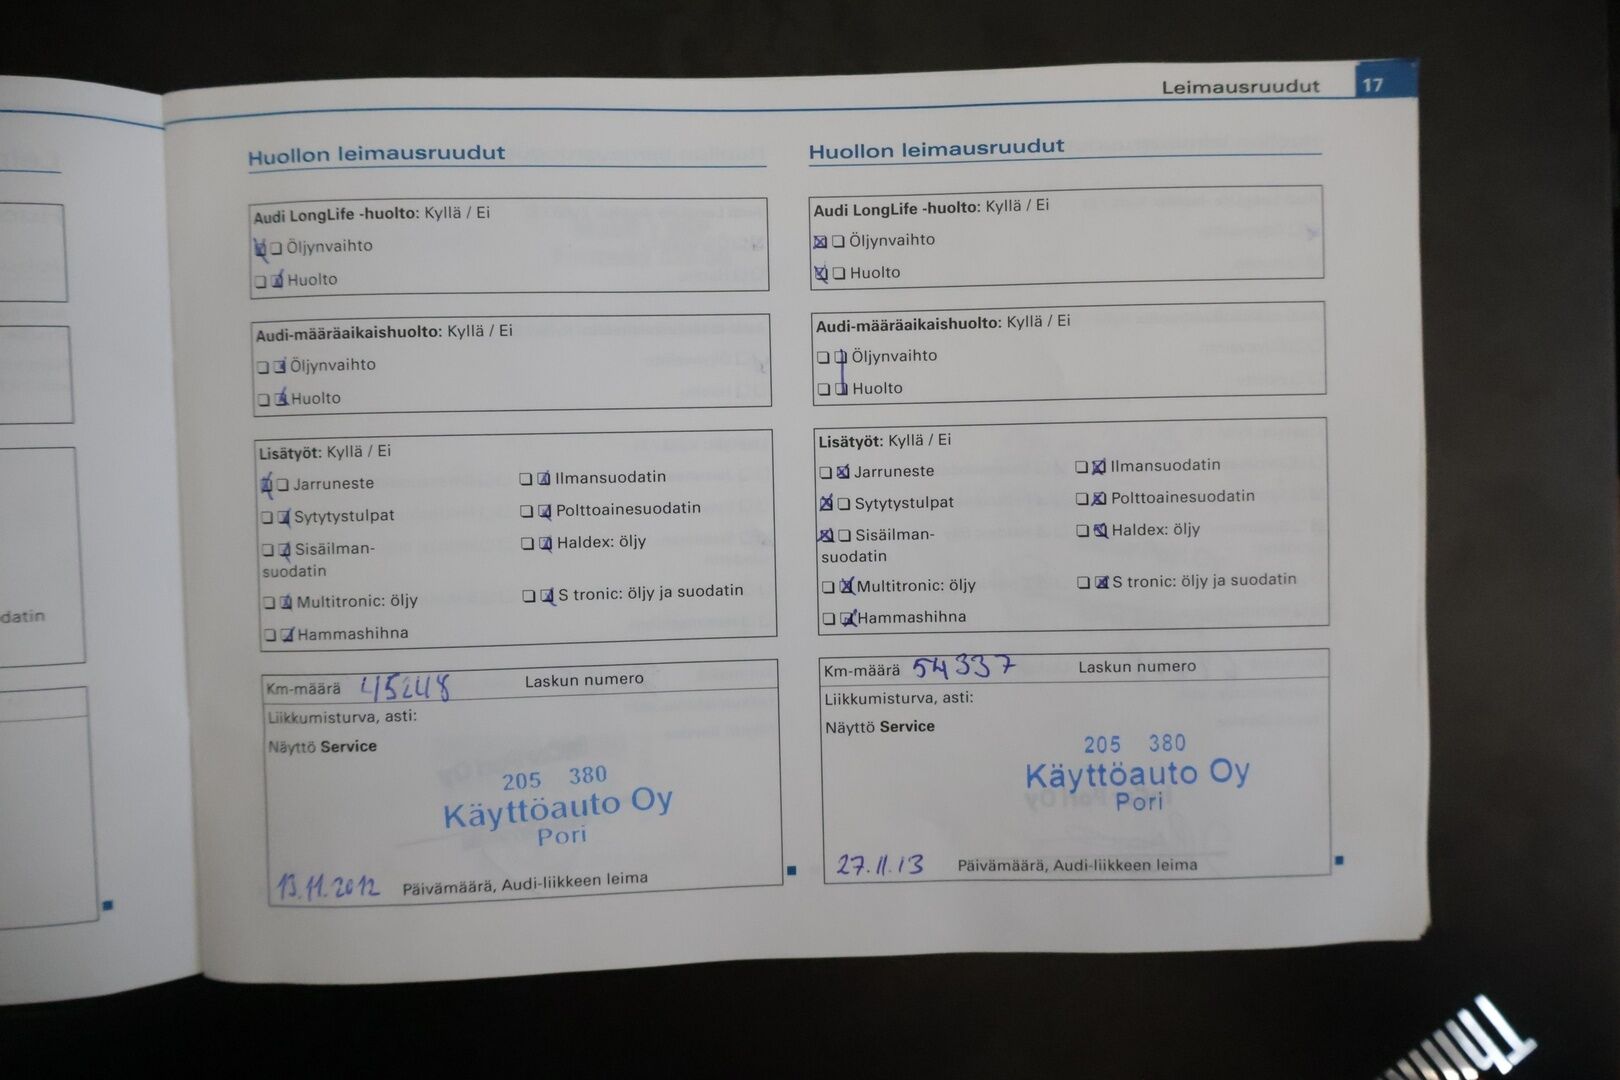 Leimausruudut 17
Huollon leimausruudut
Audi LongLife -huolto: Kyllä / Ei
Öljynvaihto
Huolto
Audi-määräaikaishuolto: Kyllä / Ei
Öljynvaihto
Huolto
Lisätyöt: Kyllä / Ei
Jarruneste
Ilmansuodatin
Sytytystulpat
Polttoainesuodatin
Sisäilman-
suodatin
Haldex: öljy
Multitronic: öljy
S tronic: öljy ja suodatin
Hammashihna
Km-määrä 45248 Laskun numero
Liikkumisturva, asti:
Näyttö Service
205 380
Käyttöauto Oy
Pori
13.11.2012 Päivämäärä, Audi-liikkeen leima
Huollon leimausruudut
Audi LongLife -huolto: Kyllä / Ei
Öljynvaihto
Huolto
Audi-määräaikaishuolto: Kyllä / Ei
Öljynvaihto
Huolto
Lisätyöt: Kyllä / Ei
Jarruneste
Ilmansuodatin
Sytytystulpat
Polttoainesuodatin
Sisäilman-
suodatin
Haldex: öljy
Multitronic: öljy
S tronic: öljy ja suodatin
Hammashihna
Km-määrä 54337 Laskun numero
Liikkumisturva, asti:
Näyttö Service
205 380
Käyttöauto Oy
Pori
27.11.13 Päivämäärä, Audi-liikkeen leima
datin